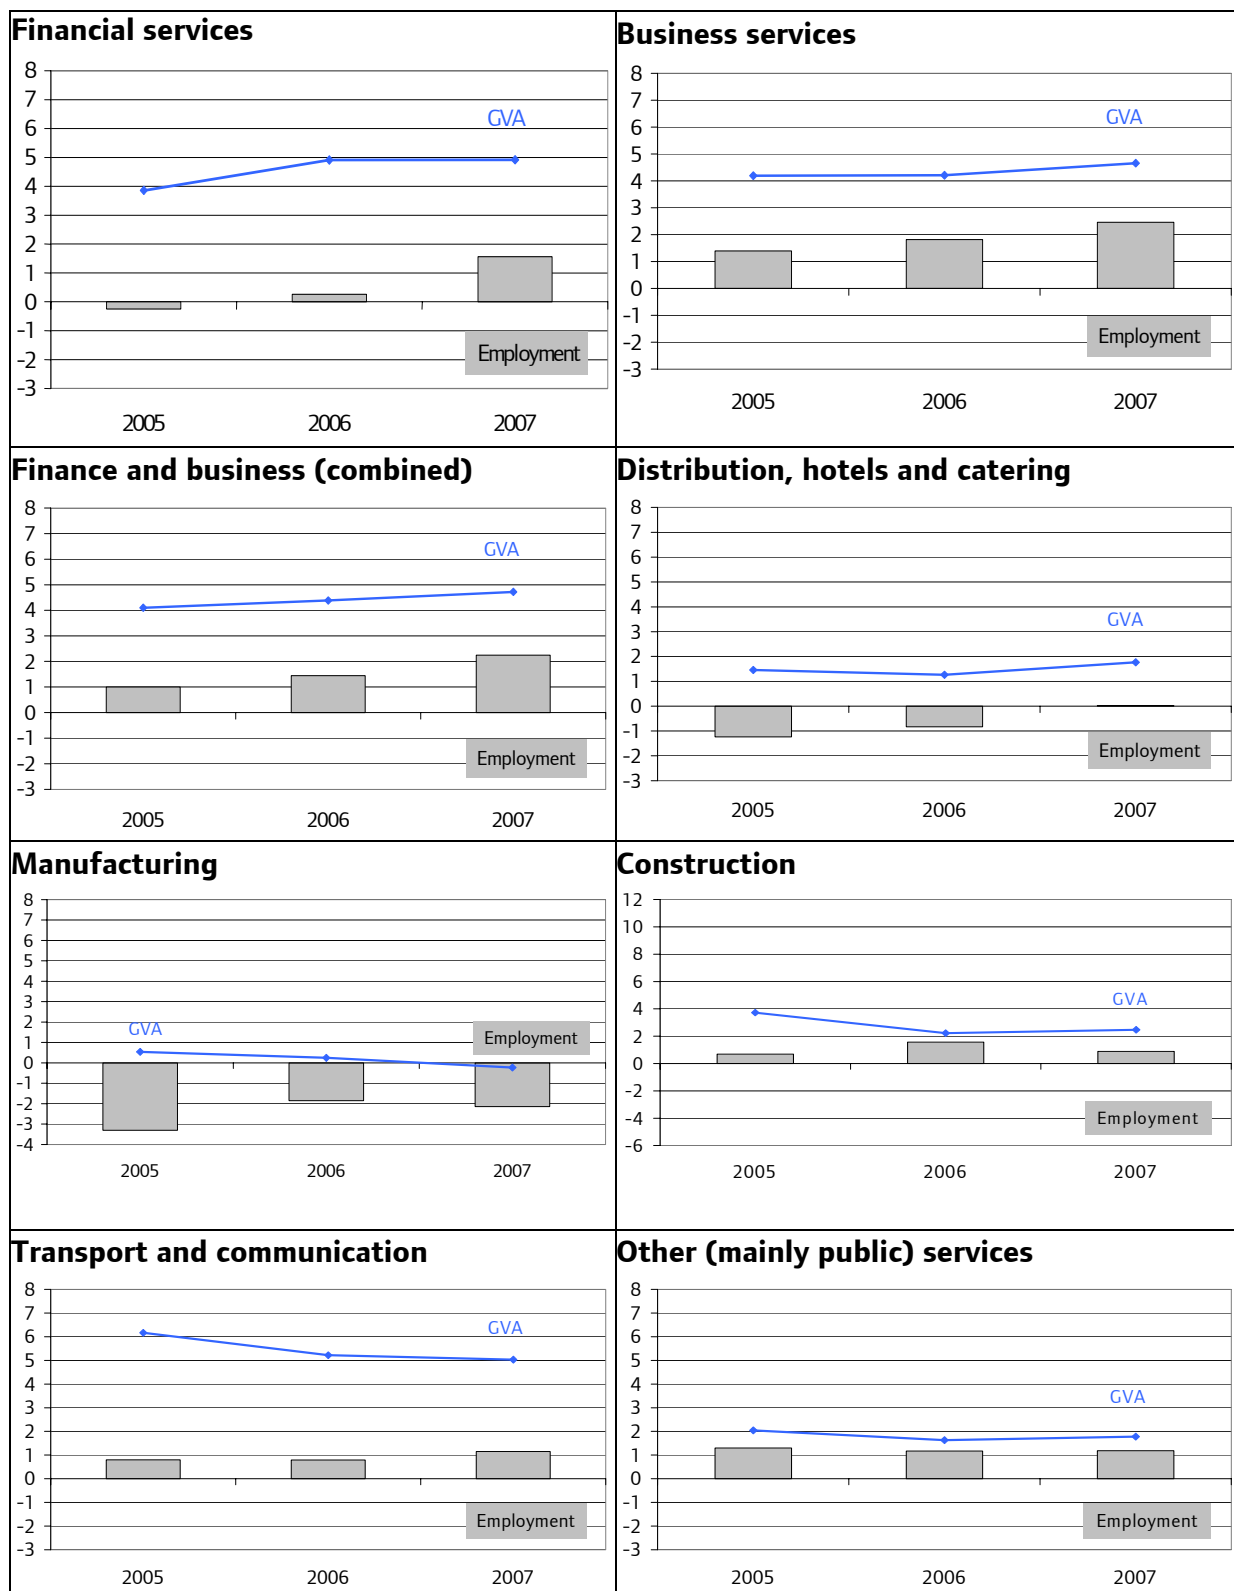 Financial services
8
7
6
5
4
3
2
1
0
-1
-2
-3
GVA
Employment
2005 2006 2007
Business services
8
7
6
5
4
3
2
1
0
-1
-2
-3
GVA
Employment
2005 2006 2007
Finance and business (combined)
8
7
6
5
4
3
2
1
0
-1
-2
-3
GVA
Employment
2005 2006 2007
Distribution, hotels and catering
8
7
6
5
4
3
2
1
0
-1
-2
-3
GVA
Employment
2005 2006 2007
Manufacturing
8
7
6
5
4
3
2
1
0
-1
-2
-3
-4
GVA
Employment
2005 2006 2007
Construction
12
10
8
6
4
2
0
-2
-4
-6
GVA
Employment
2005 2006 2007
Transport and communication
8
7
6
5
4
3
2
1
0
-1
-2
-3
GVA
Employment
2005 2006 2007
Other (mainly public) services
8
7
6
5
4
3
2
1
0
-1
-2
-3
GVA
Employment
2005 2006 2007